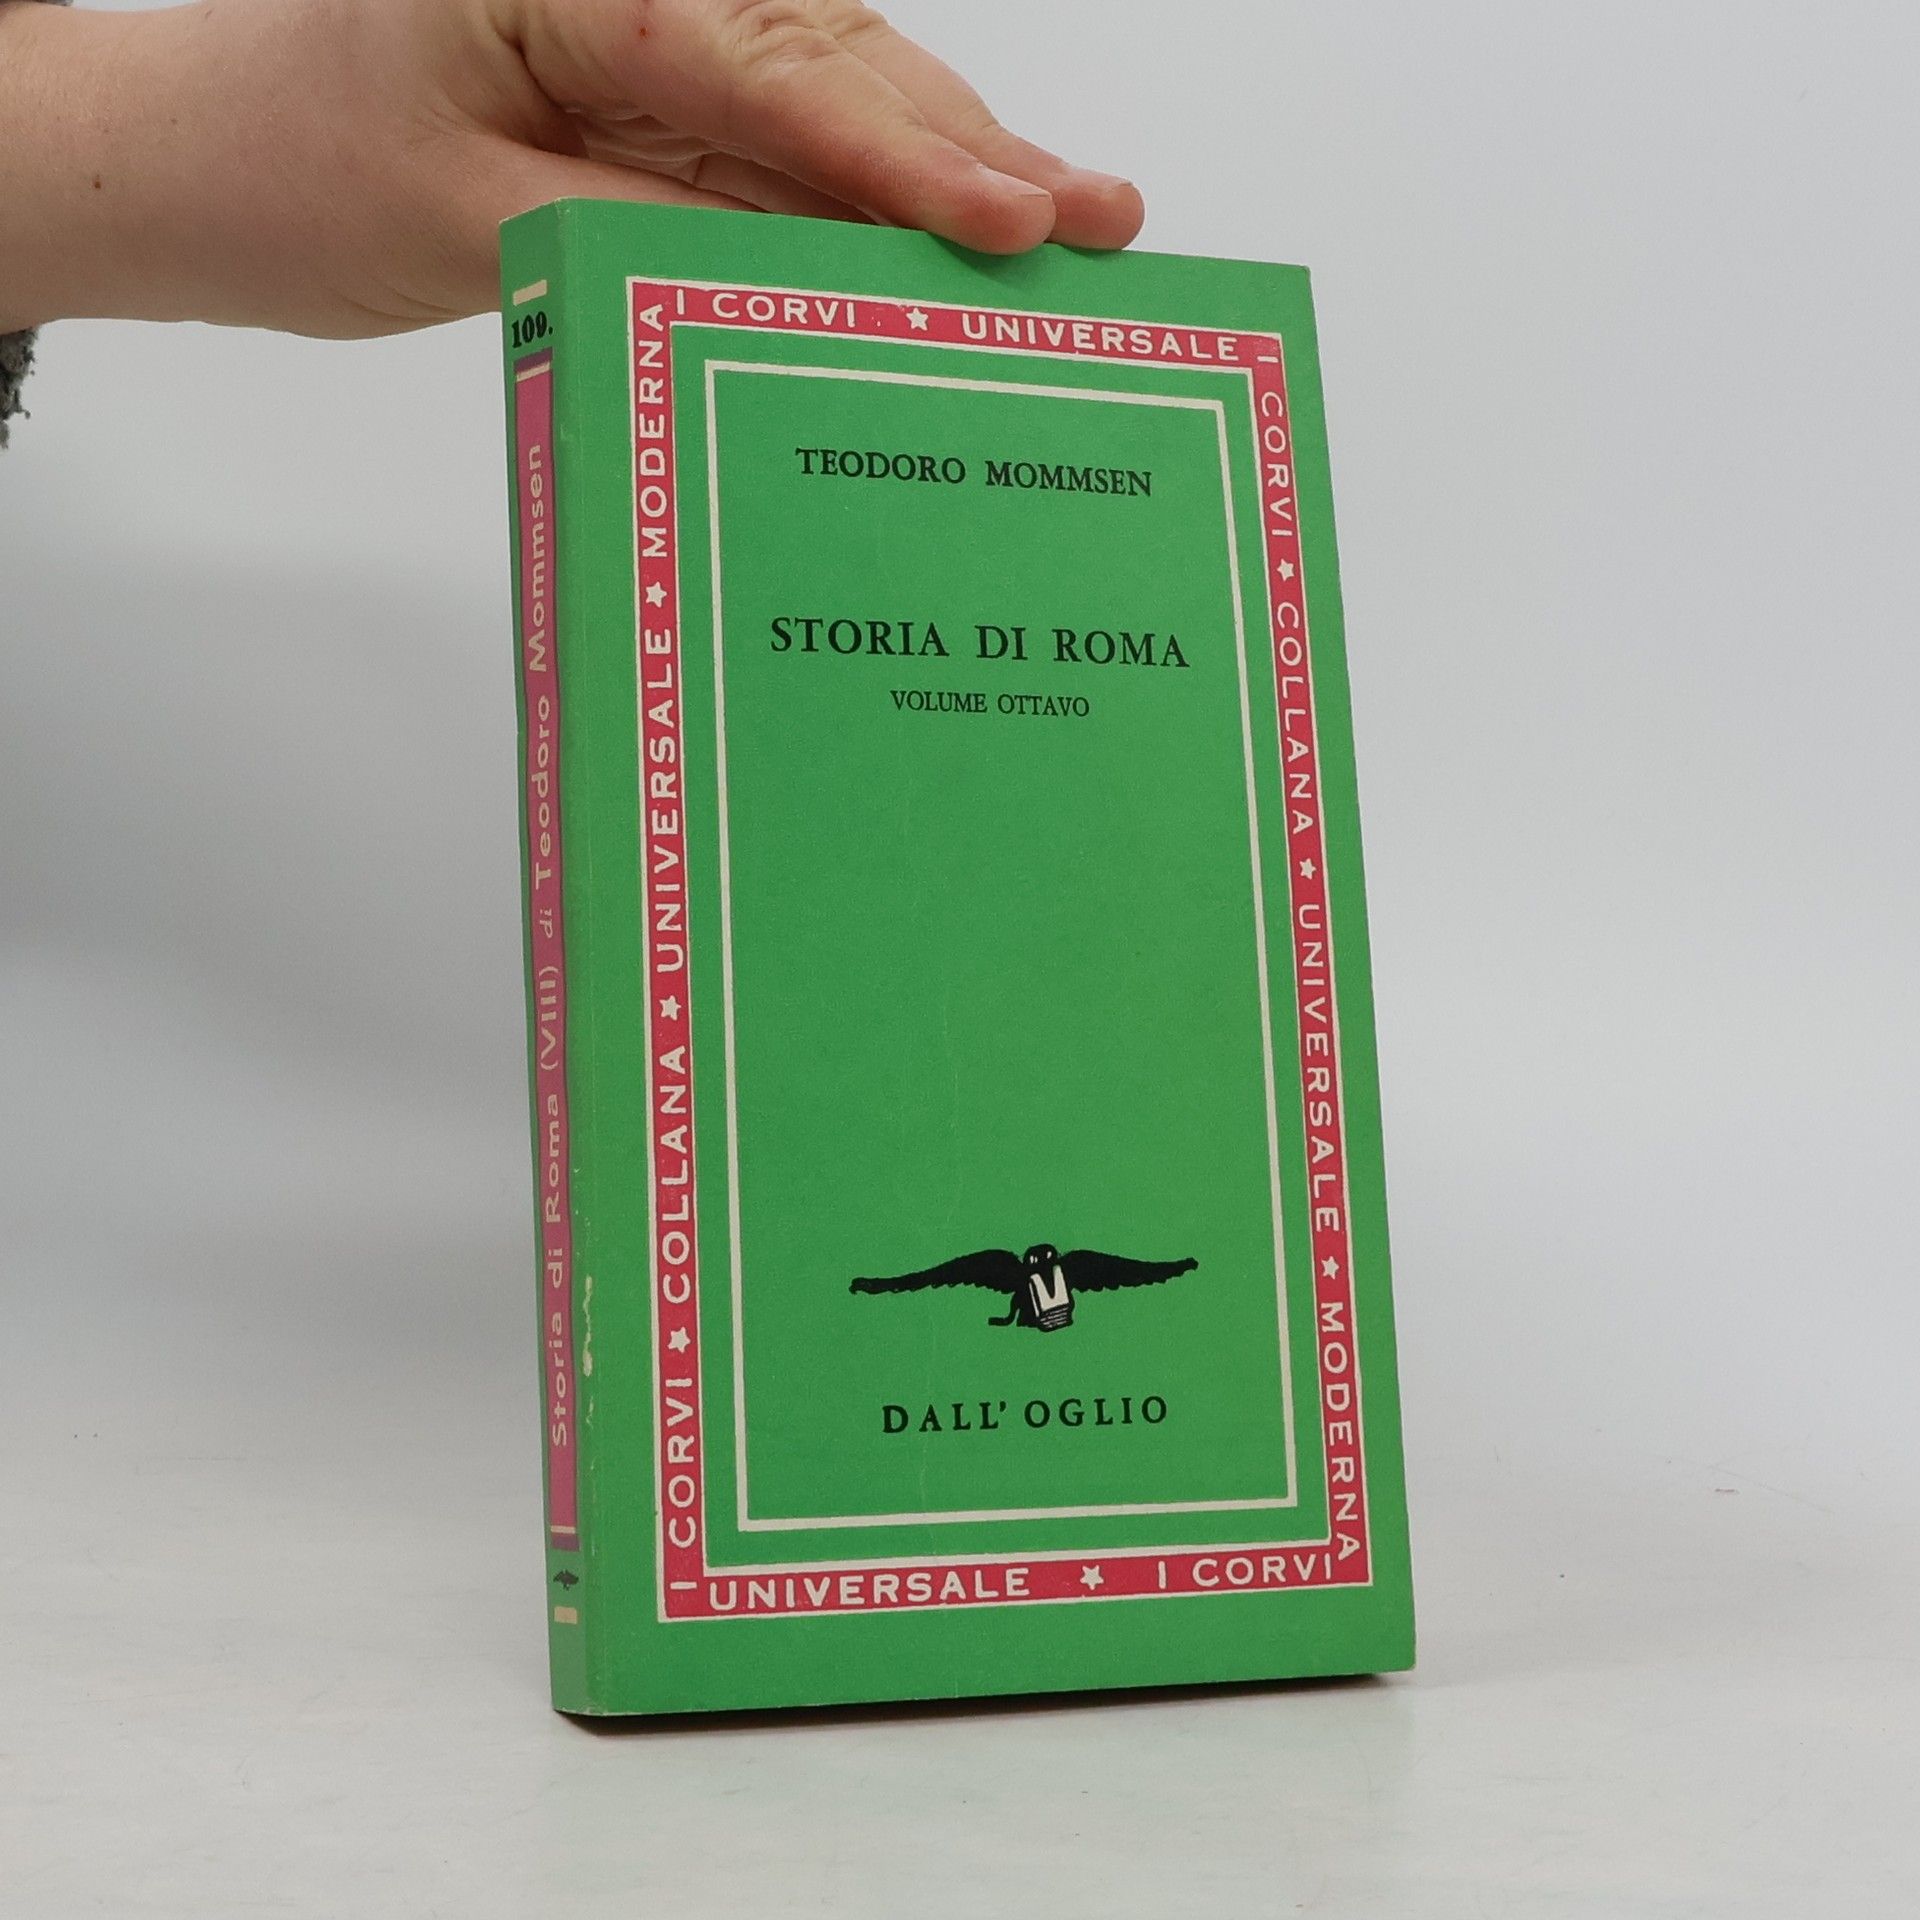 109.
Storia di Roma (VIII) di Teodoro Mommsen
I CORVI ★ UNIVERSALE
I CORVI ★ COLLANA ★ UNIVERSALE ★ MODERNA
I CORVI ★ COLLANA ★ UNIVERSALE ★ MODERNA
UNIVERSALE ★ I CORVI
TEODORO MOMMSEN
STORIA DI ROMA
VOLUME OTTAVO
DALL' OGLIO